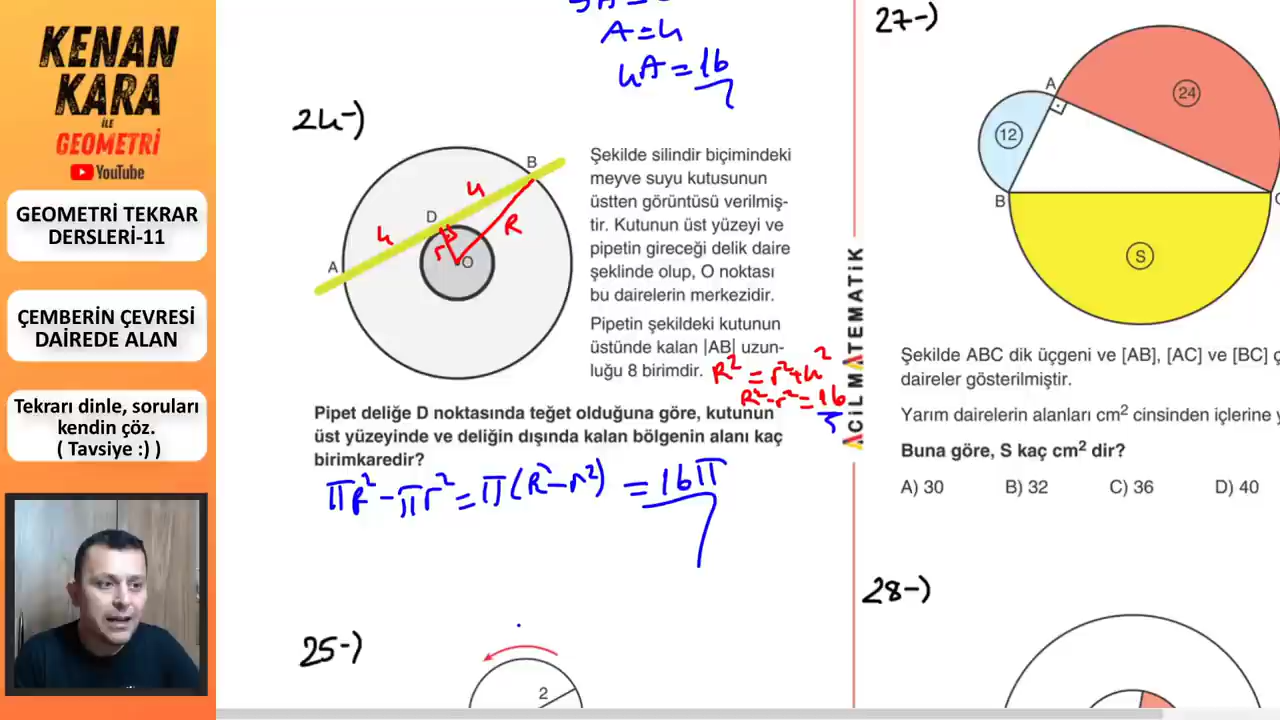 KENAN
KARA
İLE
GEOMETRİ
YouTube
GEOMETRİ TEKRAR
DERSLERİ-11
ÇEMBERİN ÇEVRESİ
DAİREDE ALAN
Tekrarı dinle, soruları
kendin çöz.
( Tavsiye :) )
A = 4
4A = 16
24-)
A
D
B
O
4
4
r
R
Şekilde silindir biçimindeki
meyve suyu kutusunun
üstten görüntüsü verilmiş-
tir. Kutunun üst yüzeyi ve
pipetin gireceği delik daire
şeklinde olup, O noktası
bu dairelerin merkezidir.
Pipetin şekildeki kutunun
üstünde kalan |AB| uzun-
luğu 8 birimdir.
R² = r²+4²
R²-r² = 16
Pipet deliğe D noktasında teğet olduğuna göre, kutunun
üst yüzeyinde ve deliğin dışında kalan bölgenin alanı kaç
birimkaredir?
πR² - πr² = π(R²-r²) = 16π
25-)
2
ACİLMATEMATİK
27-)
A
B
C
12
24
S
Şekilde ABC dik üçgeni ve [AB], [AC] ve [BC] ç
daireler gösterilmiştir.
Yarım dairelerin alanları cm² cinsinden içlerine y
Buna göre, S kaç cm² dir?
A) 30 B) 32 C) 36 D) 40
28-)